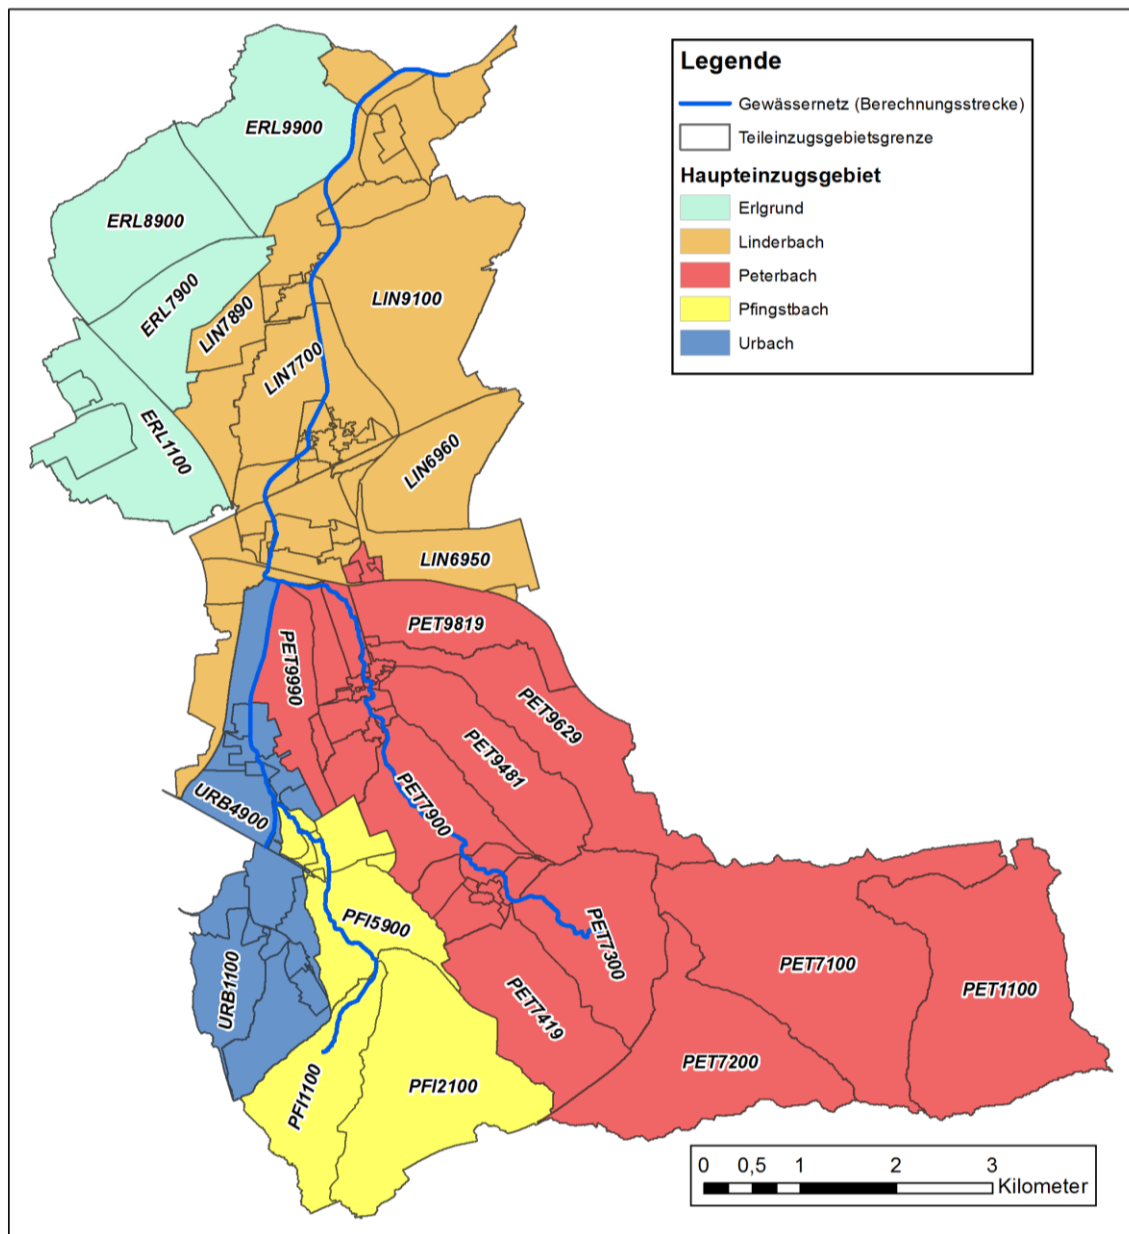 Legende
Gewässernetz (Berechnungsstrecke)
Teileinzugsgebietsgrenze
Haupteinzugsgebiet
Erlgrund
Linderbach
Peterbach
Pfingstbach
Urbach
ERL9900
ERL8900
ERL7900
LIN7890
LIN9100
LIN7700
ERL1100
LIN6960
LIN6950
PET9819
PET9990
PET9629
PET9481
URB4900
PET7900
PFI5900
PET7300
PET7100
URB1100
PET7419
PET1100
PET7200
PFI1100
PFI2100
0 0,5 1 2 3
Kilometer